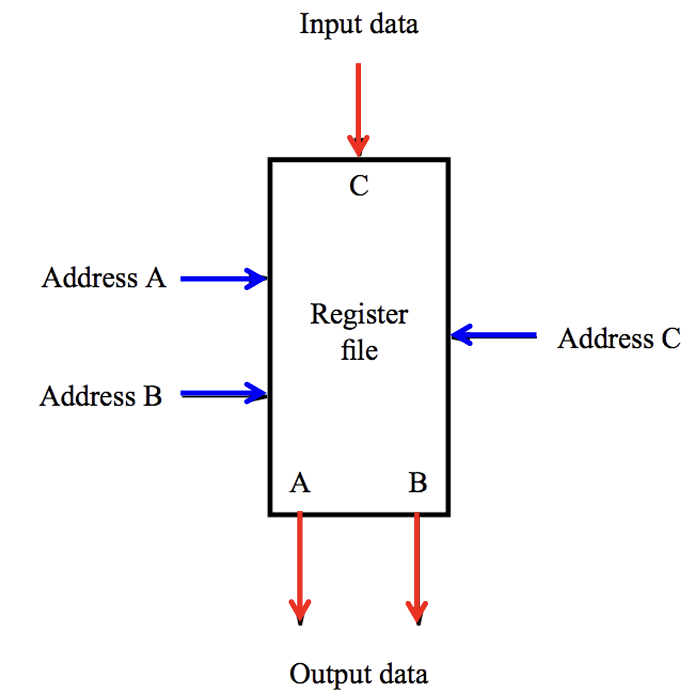 Input data
C
Address A
Register
file
Address C
Address B
A
B
Output data